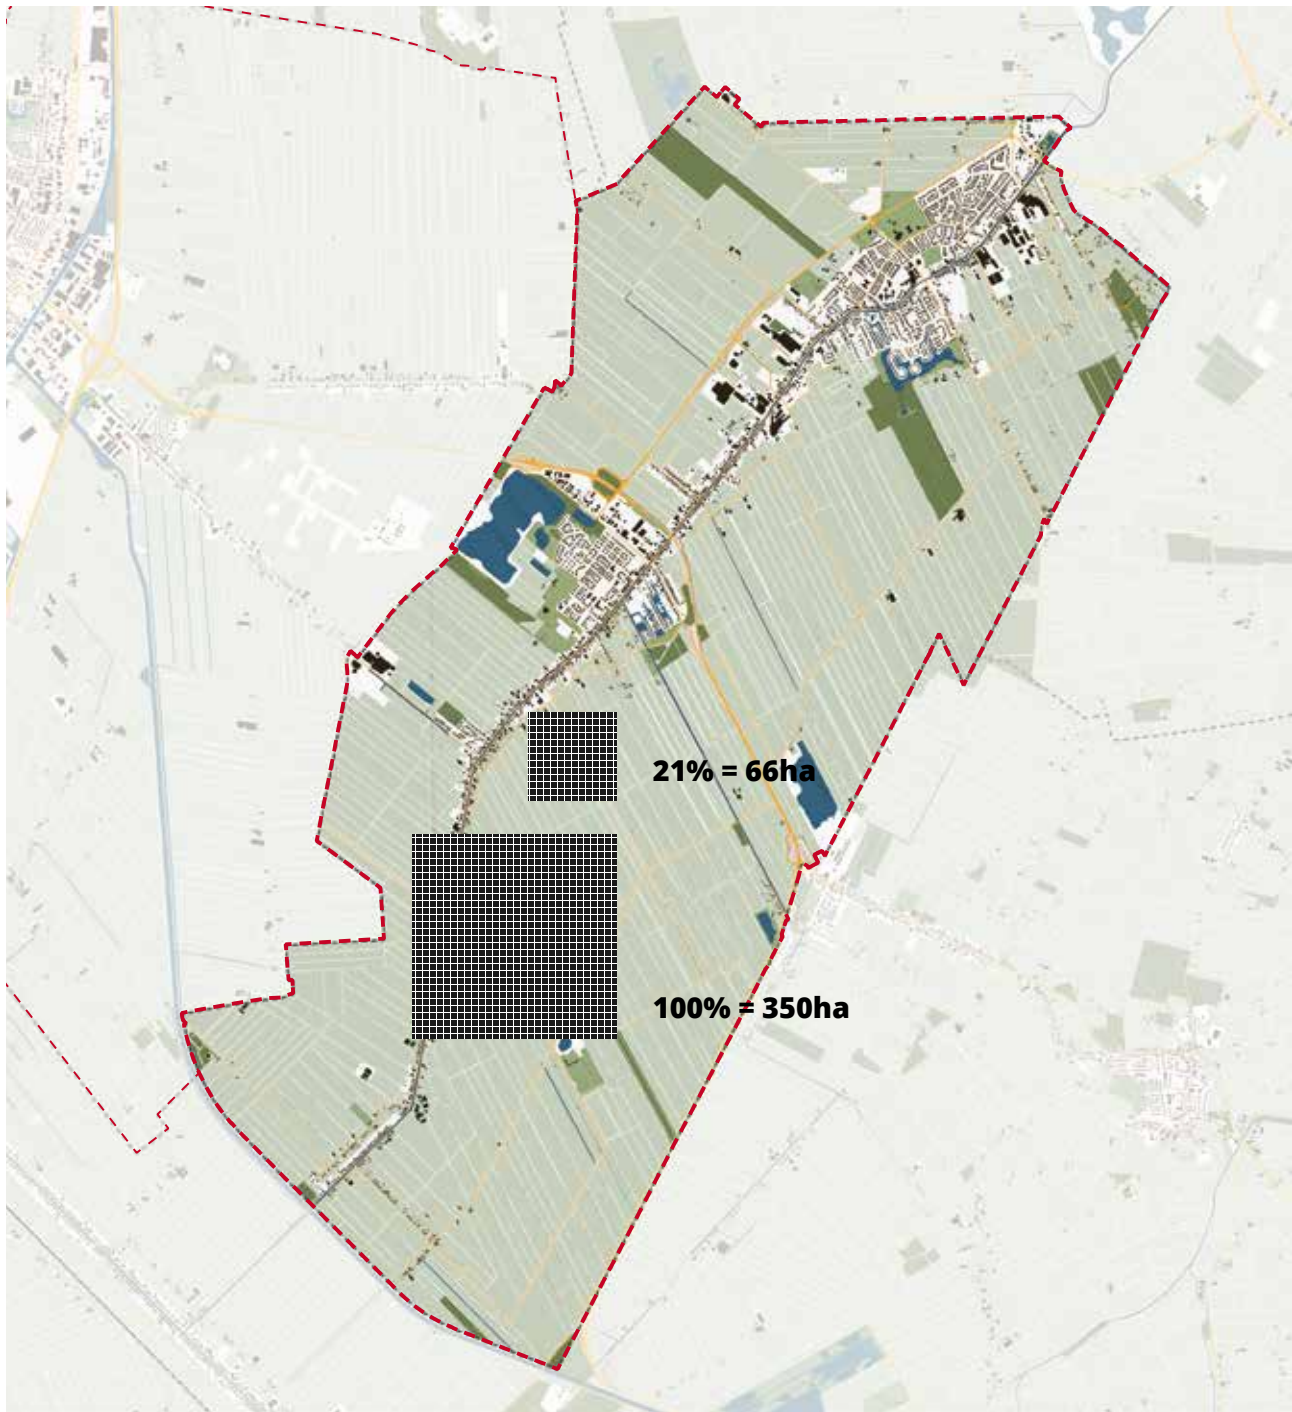 21% = 66ha
100% = 350ha